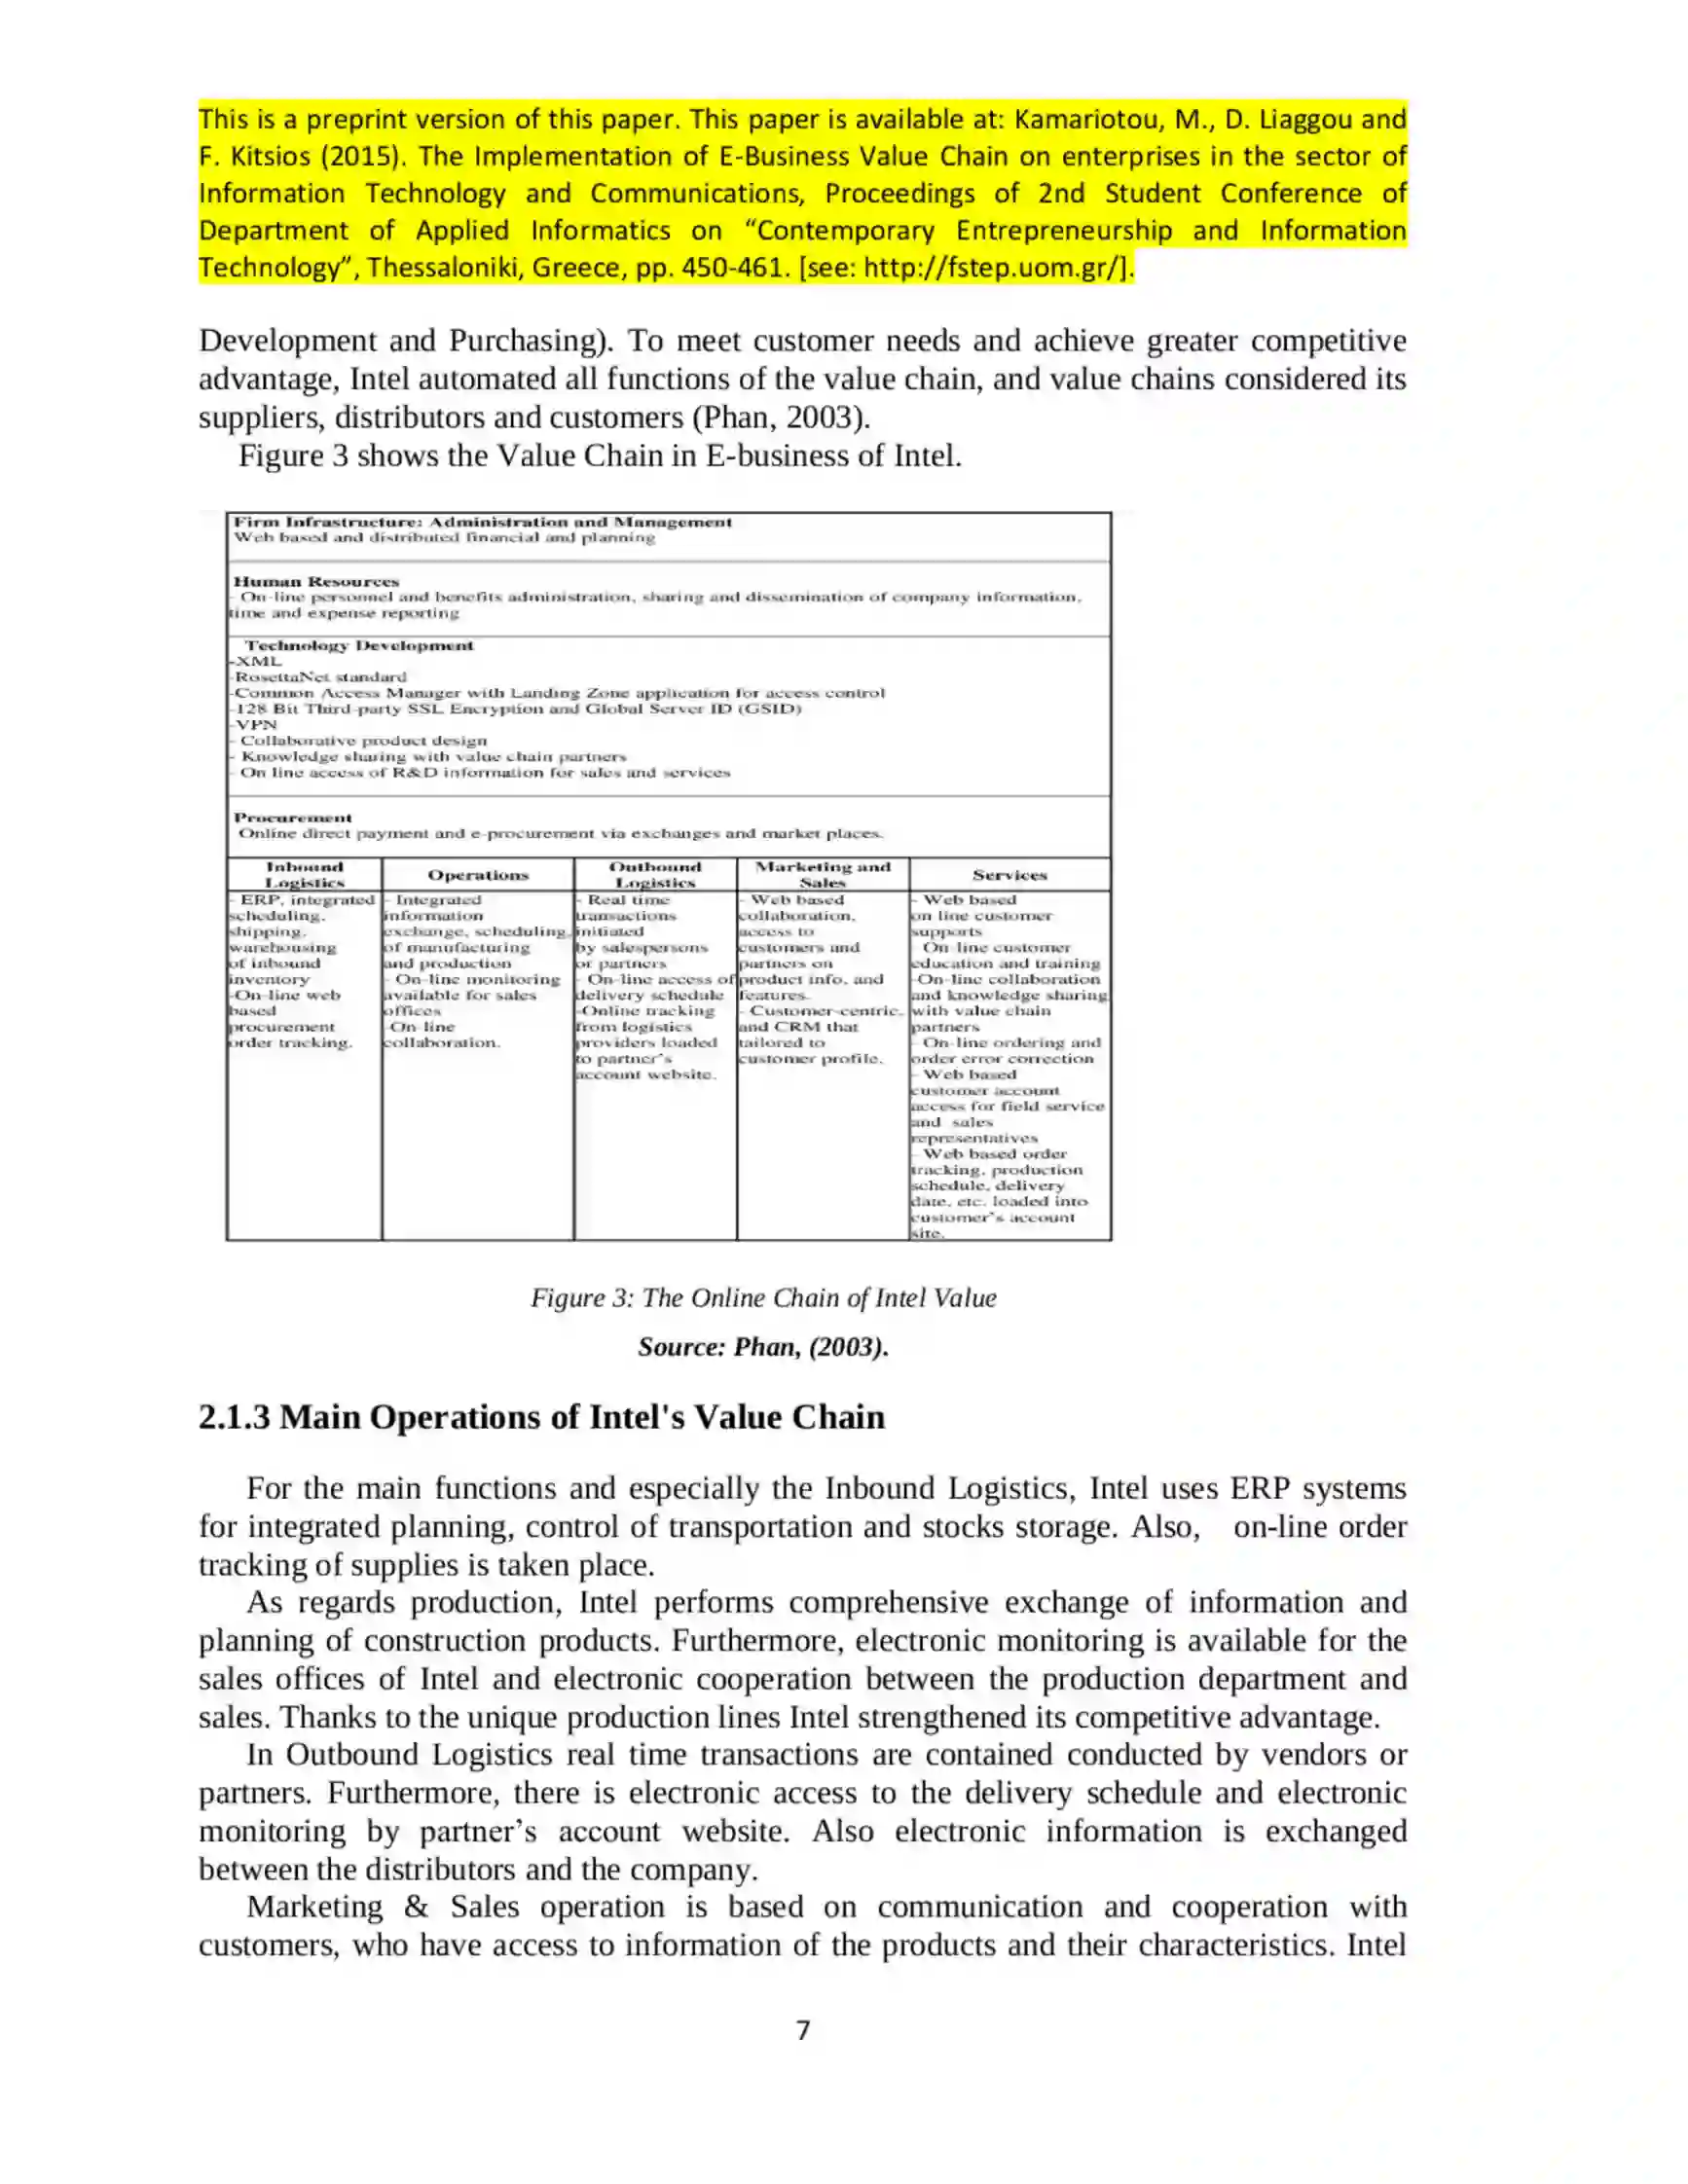 This is a preprint version of this paper. This paper is available at: Kamariotou, M., D. Liaggou and
F. Kitsios (2015). The Implementation of E-Business Value Chain on enterprises in the sector of
Information Technology and Communications, Proceedings of 2nd Student Conference of
Department of Applied Informatics on “Contemporary Entrepreneurship and Information
Technology”, Thessaloniki, Greece, pp. 450-461. [see: http://fstep.uom.gr/].
Development and Purchasing). To meet customer needs and achieve greater competitive
advantage, Intel automated all functions of the value chain, and value chains considered its
suppliers, distributors and customers (Phan, 2003).
Figure 3 shows the Value Chain in E-business of Intel.
Firm Infrastructure: Administration and Management
Web based and distributed financial and planning
Human Resources
- On-line personnel and benefits administration, sharing and dissemination of company information,
time and expense reporting
Technology Development
-XML
-RosettaNet standard
-Common Access Manager with Landing Zone application for access control
-128 Bit Third-party SSL Encryption and Global Server ID (GSID)
-VPN
- Collaborative product design
- Knowledge sharing with value chain partners
- On line access of R&D information for sales and services
Procurement
Online direct payment and e-procurement via exchanges and market places.
Inbound
Logistics
- ERP, integrated
scheduling,
shipping,
warehousing
of inbound
inventory
-On-line web
based
procurement
order tracking.
Operations
- Integrated
information
exchange, scheduling,
of manufacturing
and production
- On-line monitoring
available for sales
offices
-On-line
collaboration.
Outbound
Logistics
- Real time
transactions
initiated
by salespersons
or partners
- On-line access of
delivery schedule
-Online tracking
from logistics
providers loaded
to partner's
account website.
Marketing and
Sales
- Web based
collaboration,
access to
customers and
partners on
product info. and
features.
- Customer-centric,
and CRM that
tailored to
customer profile.
Services
- Web based
on line customer
supports
- On-line customer
education and training
-On-line collaboration
and knowledge sharing
with value chain
partners
- On-line ordering and
order error correction
- Web based
customer account
access for field service
and sales
representatives
- Web based order
tracking, production
schedule, delivery
date, etc. loaded into
customer's account
site.
Figure 3: The Online Chain of Intel Value
Source: Phan, (2003).
2.1.3 Main Operations of Intel's Value Chain
For the main functions and especially the Inbound Logistics, Intel uses ERP systems
for integrated planning, control of transportation and stocks storage. Also, on-line order
tracking of supplies is taken place.
As regards production, Intel performs comprehensive exchange of information and
planning of construction products. Furthermore, electronic monitoring is available for the
sales offices of Intel and electronic cooperation between the production department and
sales. Thanks to the unique production lines Intel strengthened its competitive advantage.
In Outbound Logistics real time transactions are contained conducted by vendors or
partners. Furthermore, there is electronic access to the delivery schedule and electronic
monitoring by partner’s account website. Also electronic information is exchanged
between the distributors and the company.
Marketing & Sales operation is based on communication and cooperation with
customers, who have access to information of the products and their characteristics. Intel
7